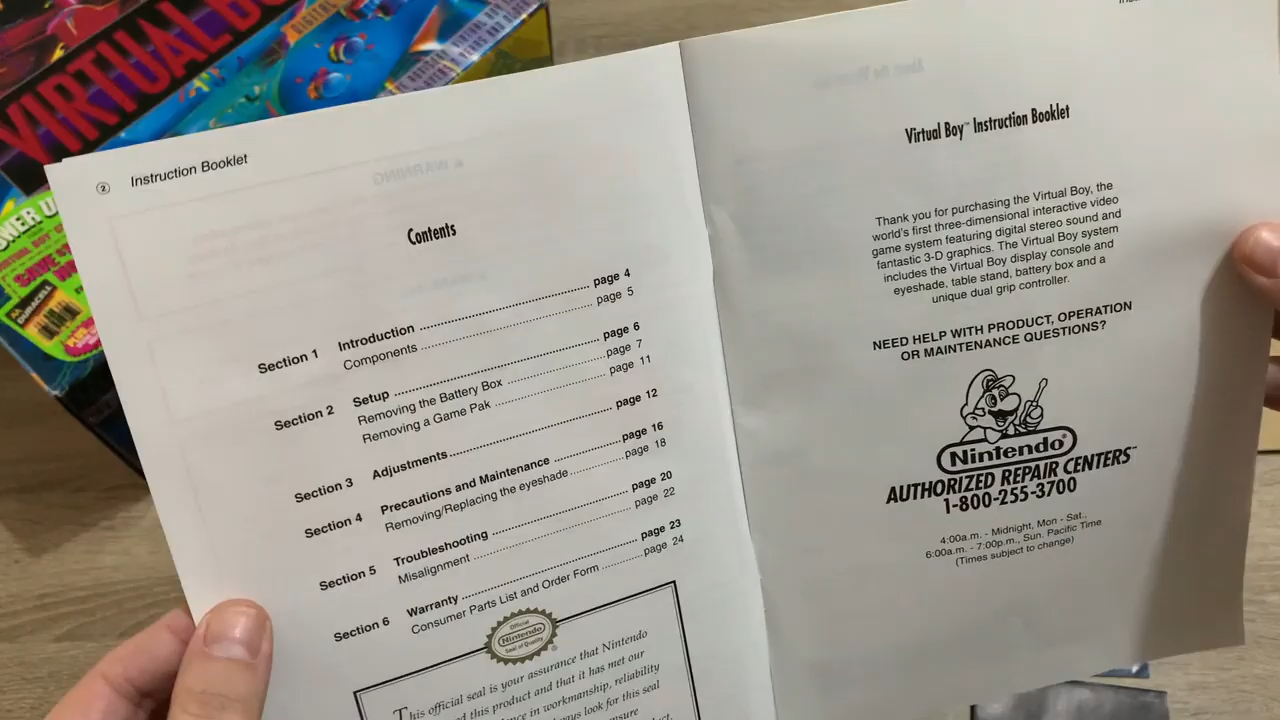 VIRTUAL B
DIGITAL
DURACELL
2 Instruction Booklet
WARNING
Contents
Section 1 Introduction page 4
Components page 5
Section 2 Setup page 6
Removing the Battery Box page 7
Removing a Game Pak page 11
Section 3 Adjustments page 12
Section 4 Precautions and Maintenance page 16
Removing/Replacing the eyeshade page 18
Section 5 Troubleshooting page 20
Misalignment page 22
Section 6 Warranty page 23
Consumer Parts List and Order Form page 24
Official
Nintendo
Seal of Quality
This official seal is your assurance that Nintendo
d this product and that it has met our
ence in workmanship, reliability
ways look for this seal
ensure
Virtual Boy™ Instruction Booklet
Thank you for purchasing the Virtual Boy, the
world's first three-dimensional interactive video
game system featuring digital stereo sound and
fantastic 3-D graphics. The Virtual Boy system
includes the Virtual Boy display console and
eyeshade, table stand, battery box and a
unique dual grip controller.
NEED HELP WITH PRODUCT, OPERATION
OR MAINTENANCE QUESTIONS?
Nintendo®
AUTHORIZED REPAIR CENTERS™
1-800-255-3700
4:00a.m. - Midnight, Mon - Sat.,
6:00a.m. - 7:00p.m., Sun. Pacific Time
(Times subject to change)